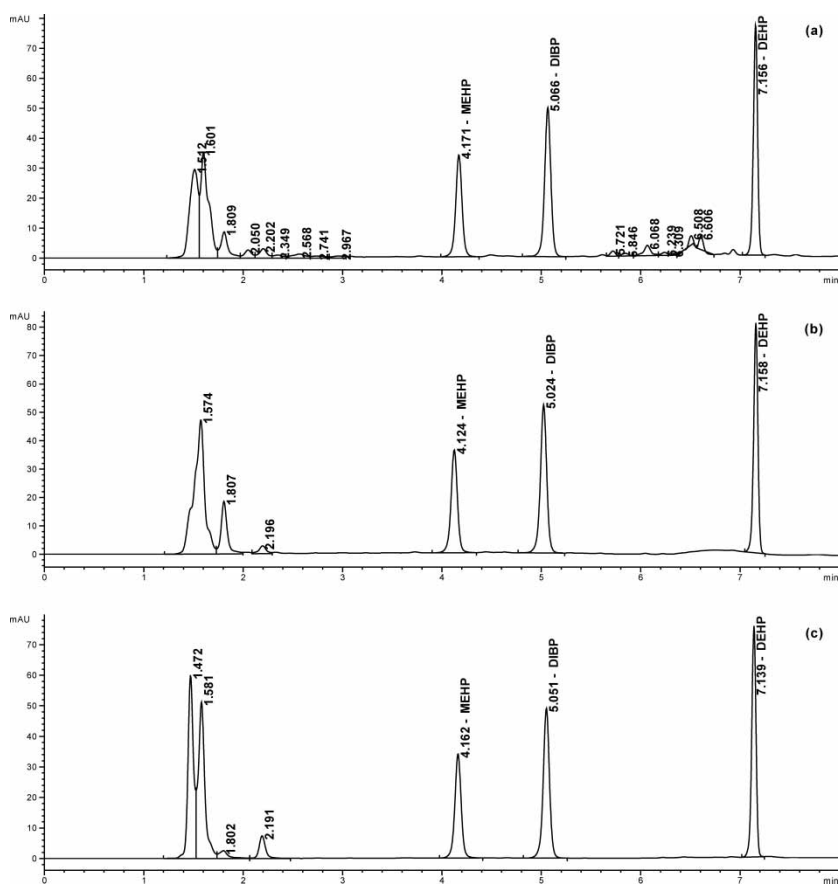 mAU
(a)
70
60
50
40
30
20
10
0
1.512
1.601
1.809
2.050
2.202
2.349
2.568
2.741
2.967
4.171 - MEHP
5.066 - DIBP
5.721
5.846
6.068
6.239
6.309
6.508
6.606
7.156 - DEHP
0 1 2 3 4 5 6 7 min
mAU
(b)
80
70
60
50
40
30
20
10
0
1.574
1.807
2.196
4.124 - MEHP
5.024 - DIBP
7.158 - DEHP
0 1 2 3 4 5 6 7 min
mAU
(c)
70
60
50
40
30
20
10
0
1.472
1.581
1.802
2.191
4.162 - MEHP
5.051 - DIBP
7.139 - DEHP
0 1 2 3 4 5 6 7 min